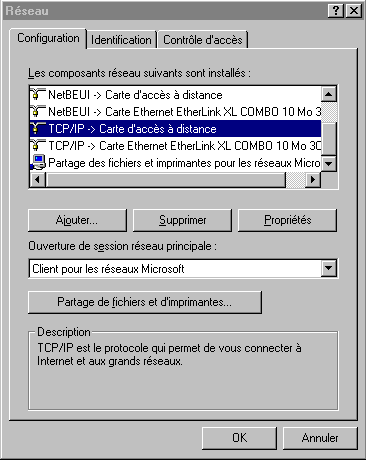 Réseau
Configuration Identification Contrôle d'accès
Les composants réseau suivants sont installés :
NetBEUI -> Carte d'accès à distance
NetBEUI -> Carte Ethernet EtherLink XL COMBO 10 Mo 3C
TCP/IP -> Carte d'accès à distance
TCP/IP -> Carte Ethernet EtherLink XL COMBO 10 Mo 3C
Partage des fichiers et imprimantes pour les réseaux Micro
Ajouter... Supprimer Propriétés
Ouverture de session réseau principale :
Client pour les réseaux Microsoft
Partage de fichiers et d'imprimantes...
Description
TCP/IP est le protocole qui permet de vous connecter à
Internet et aux grands réseaux.
OK Annuler